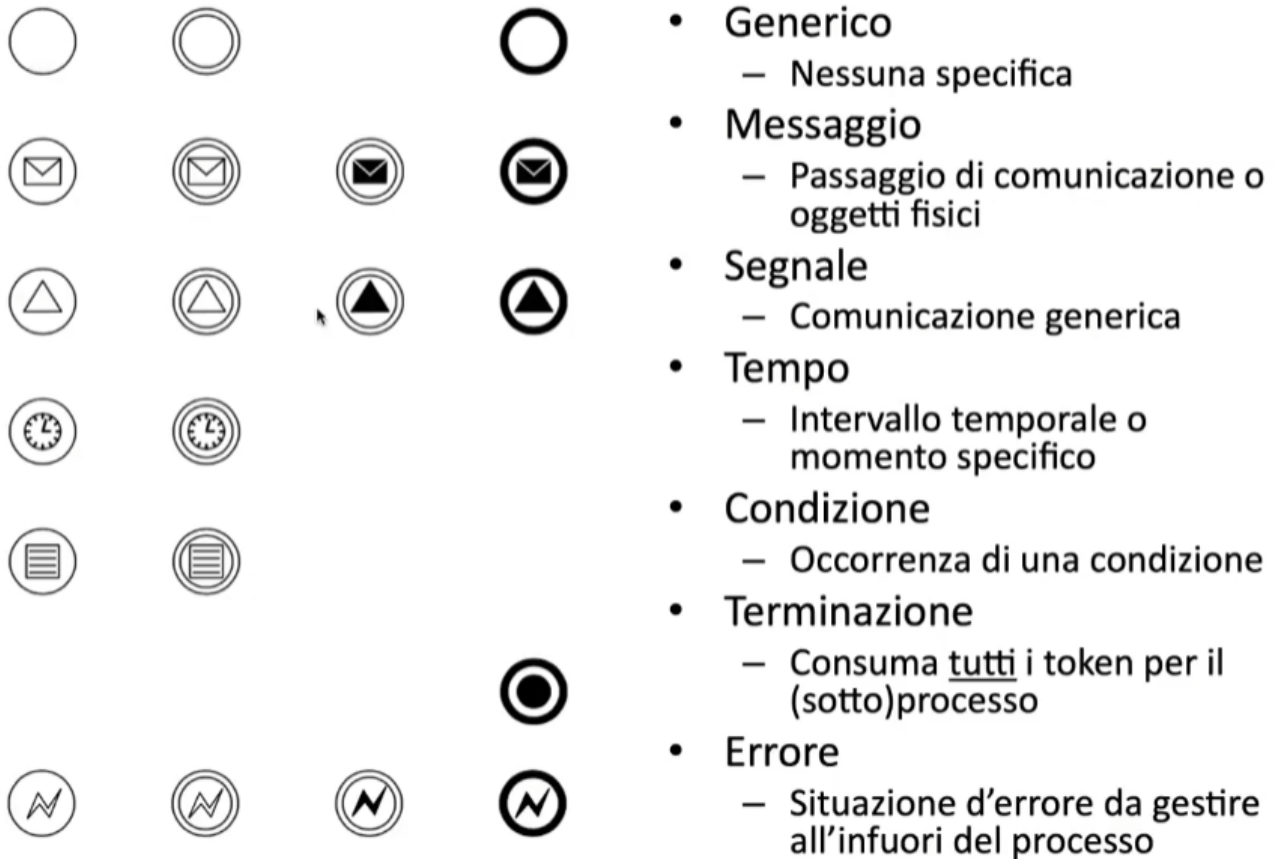 • Generico
– Nessuna specifica
• Messaggio
– Passaggio di comunicazione o
oggetti fisici
• Segnale
– Comunicazione generica
• Tempo
– Intervallo temporale o
momento specifico
• Condizione
– Occorrenza di una condizione
• Terminazione
– Consuma tutti i token per il
(sotto)processo
• Errore
– Situazione d'errore da gestire
all'infuori del processo